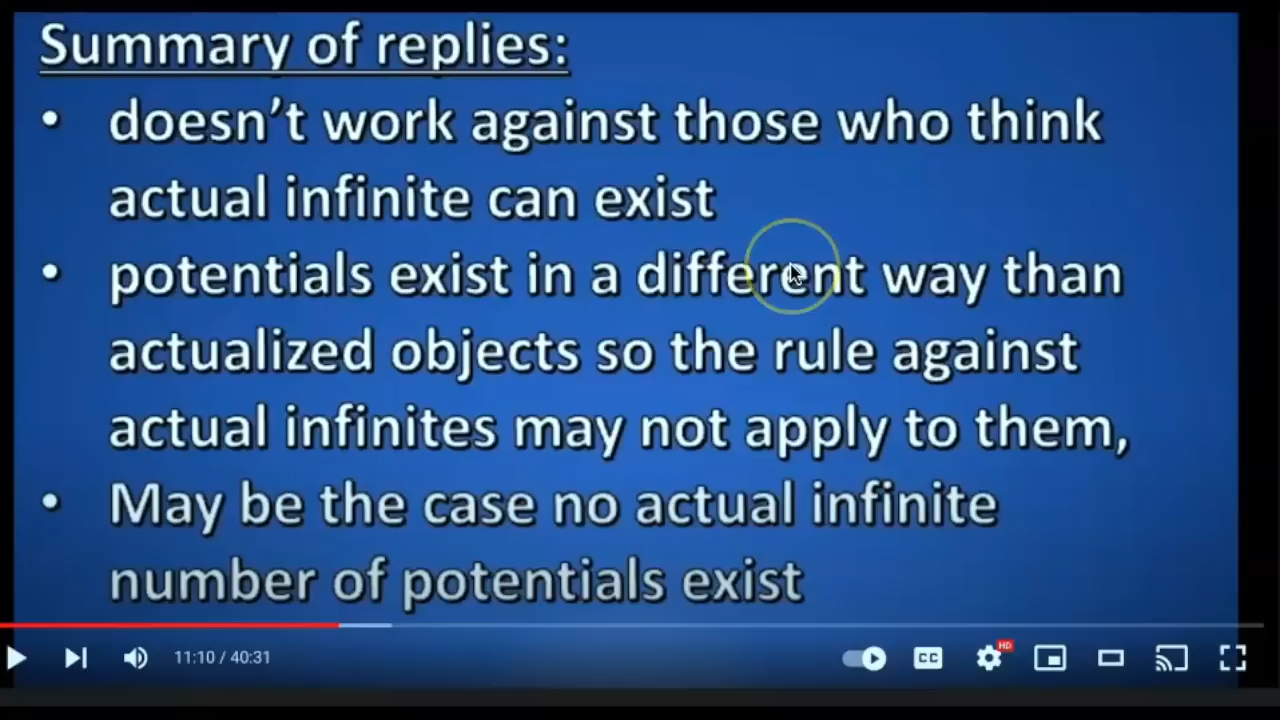 Summary of replies:
• doesn't work against those who think
actual infinite can exist
• potentials exist in a different way than
actualized objects so the rule against
actual infinites may not apply to them,
• May be the case no actual infinite
number of potentials exist
11:10 / 40:31
CC
HD